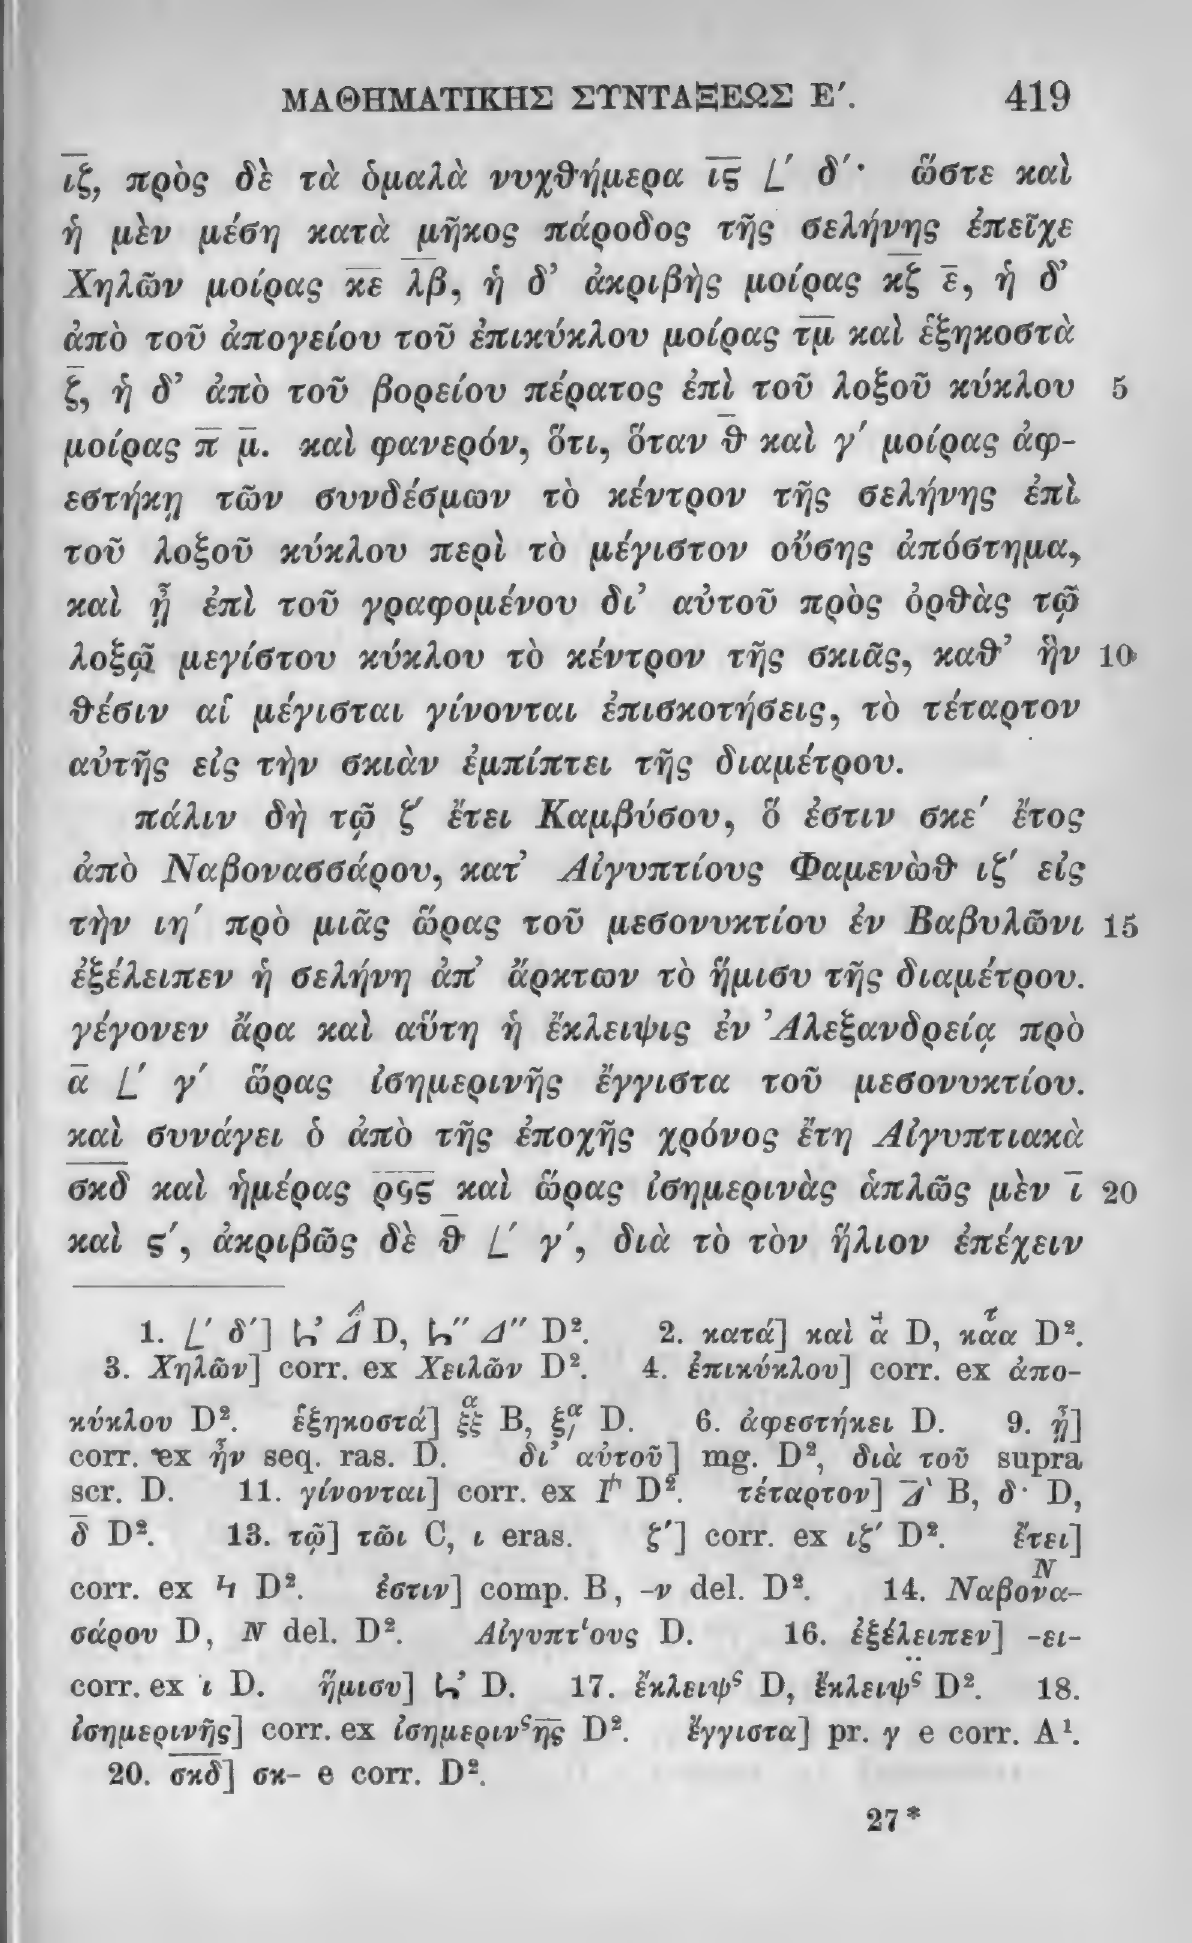 ΜΑΘΗΜΑΤΙΚΗΣ ΣΥΝΤΑΞΕΩΣ Ε΄. 419
ιζ, πρὸς δὲ τὰ ὁμαλὰ νυχθήμερα ις L΄ δ΄· ὥστε καὶ
ἡ μὲν μέση κατὰ μῆκος πάροδος τῆς σελήνης ἐπεῖχε
Χηλῶν μοίρας κε λβ, ἡ δ’ ἀκριβὴς μοίρας κζ ε, ἡ δ’
ἀπὸ τοῦ ἀπογείου τοῦ ἐπικύκλου μοίρας τμ καὶ ἑξηκοστὰ
ζ, ἡ δ’ ἀπὸ τοῦ βορείου πέρατος ἐπὶ τοῦ λοξοῦ κύκλου 5
μοίρας π μ. καὶ φανερόν, ὅτι, ὅταν θ καὶ γ΄ μοίρας ἀφ-
εστήκῃ τῶν συνδέσμων τὸ κέντρον τῆς σελήνης ἐπὶ
τοῦ λοξοῦ κύκλου περὶ τὸ μέγιστον οὔσης ἀπόστημα,
καὶ ᾖ ἐπὶ τοῦ γραφομένου δι’ αὐτοῦ πρὸς ὀρθὰς τῷ
λοξῷ μεγίστου κύκλου τὸ κέντρον τῆς σκιᾶς, καθ’ ἣν 10
θέσιν αἱ μέγισται γίνονται ἐπισκοτήσεις, τὸ τέταρτον
αὐτῆς εἰς τὴν σκιὰν ἐμπίπτει τῆς διαμέτρου.
πάλιν δὴ τῷ ζ΄ ἔτει Καμβύσου, ὅ ἐστιν σκε΄ ἔτος
ἀπὸ Ναβονασσάρου, κατ’ Αἰγυπτίους Φαμενὼθ ιζ΄ εἰς
τὴν ιη΄ πρὸ μιᾶς ὥρας τοῦ μεσονυκτίου ἐν Βαβυλῶνι 15
ἐξέλειπεν ἡ σελήνη ἀπ’ ἄρκτων τὸ ἥμισυ τῆς διαμέτρου.
γέγονεν ἄρα καὶ αὕτη ἡ ἔκλειψις ἐν Ἀλεξανδρείᾳ πρὸ
α L΄ γ΄ ὥρας ἰσημερινῆς ἔγγιστα τοῦ μεσονυκτίου.
καὶ συνάγει ὁ ἀπὸ τῆς ἐποχῆς χρόνος ἔτη Αἰγυπτιακὰ
σκδ καὶ ἡμέρας ρϟς καὶ ὥρας ἰσημερινὰς ἁπλῶς μὲν ι 20
καὶ ς΄, ἀκριβῶς δὲ θ L΄ γ΄, διὰ τὸ τὸν ἥλιον ἐπέχειν
1. L΄ δ΄] D, D². 2. κατά] καὶ D, D².
3. Χηλῶν] corr. ex Χειλῶν D². 4. ἐπικύκλου] corr. ex ἀπο-
κύκλου D². ἑξηκοστά] B, D. 6. ἀφεστήκει D. 9. ᾖ]
corr. ex ἦν seq. ras. D. δι’ αὐτοῦ] mg. D², διὰ τοῦ supra
scr. D. 11. γίνονται] corr. ex D². τέταρτον] B, δ· D,
δ D². 13. τῷ] τῶι C, ι eras. ζ΄] corr. ex ιζ΄ D². ἔτει]
corr. ex D². ἐστιν] comp. B, -ν del. D². 14. Ναβονα-
σάρου D, N del. D². Αἰγυπτ‘ους D. 16. ἐξέλειπεν] -ει-
corr. ex ι D. ἥμισυ] D. 17. ἔκλειψς D, ἔκλειψς D². 18.
ἰσημερινῆς] corr. ex ἰσημερινςῆς D². ἔγγιστα] pr. γ e corr. A¹.
20. σκδ] σκ- e corr. D².
27*